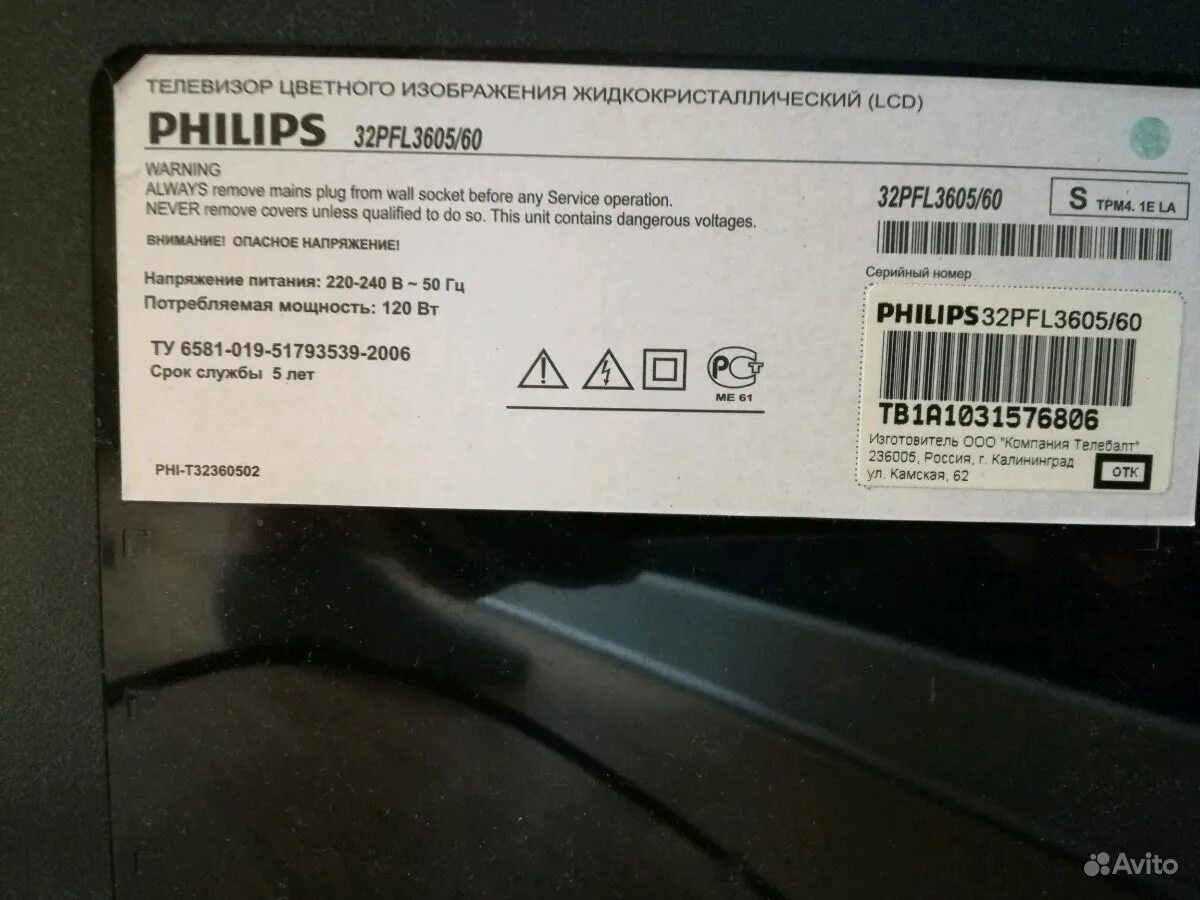 ТЕЛЕВИЗОР ЦВЕТНОГО ИЗОБРАЖЕНИЯ ЖИДКОКРИСТАЛЛИЧЕСКИЙ (LCD)
PHILIPS 32PFL3605/60
WARNING
ALWAYS remove mains plug from wall socket before any Service operation.
NEVER remove covers unless qualified to do so. This unit contains dangerous voltages.
ВНИМАНИЕ! ОПАСНОЕ НАПРЯЖЕНИЕ!
Напряжение питания: 220-240 В ~ 50 Гц
Потребляемая мощность: 120 Вт
ТУ 6581-019-51793539-2006
Срок службы 5 лет
РСТ
ME 61
PHI-T32360502
32PFL3605/60
S TPM4. 1E LA
Серийный номер
PHILIPS 32PFL3605/60
TB1A1031576806
Изготовитель ООО "Компания Телебалт"
236005, Россия, г. Калининград
ул. Камская, 62
ОТК
Avito